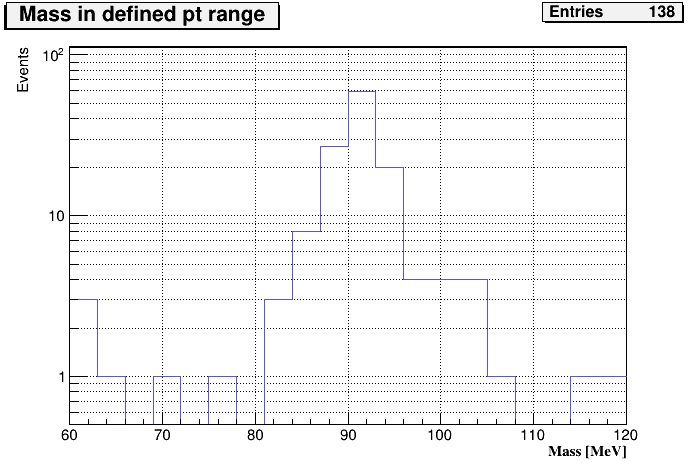 Mass in defined pt range
Entries 138
Events
10²
10
1
60 70 80 90 100 110 120
Mass [MeV]